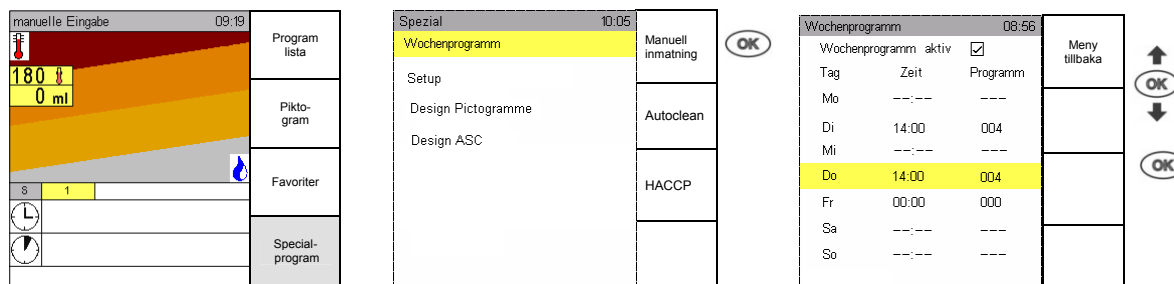 manuelle Eingabe 09:19
180
0 ml
S 1
Program
lista
Pikto-
gram
Favoriter
Special-
program
Spezial 10:05
Wochenprogramm
Setup
Design Pictogramme
Design ASC
Manuell
inmatning
Autoclean
HACCP
OK
Wochenprogramm 08:56
Wochenprogramm aktiv
Tag Zeit Programm
Mo --:-- ---
Di 14:00 004
Mi --:-- ---
Do 14:00 004
Fr 00:00 000
Sa --:-- ---
So --:-- ---
Meny
tillbaka
OK
OK